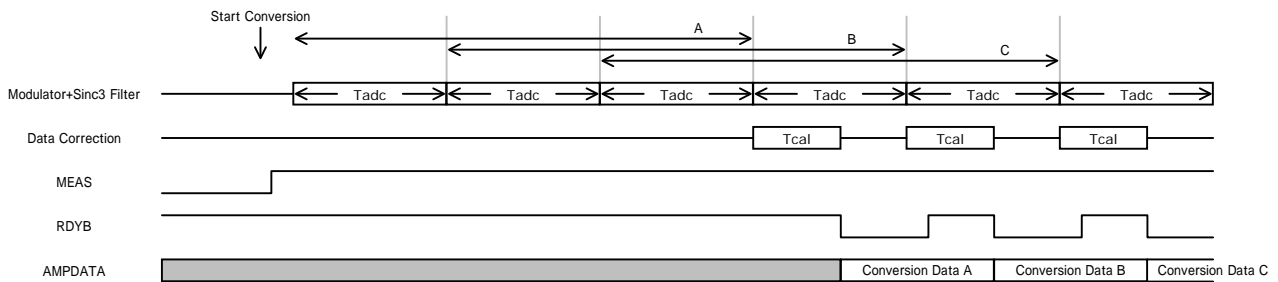 Start Conversion
A
B
C
Modulator+Sinc3 Filter
Tadc Tadc Tadc Tadc Tadc Tadc
Data Correction
Tcal Tcal Tcal
MEAS
RDYB
AMPDATA
Conversion Data A Conversion Data B Conversion Data C